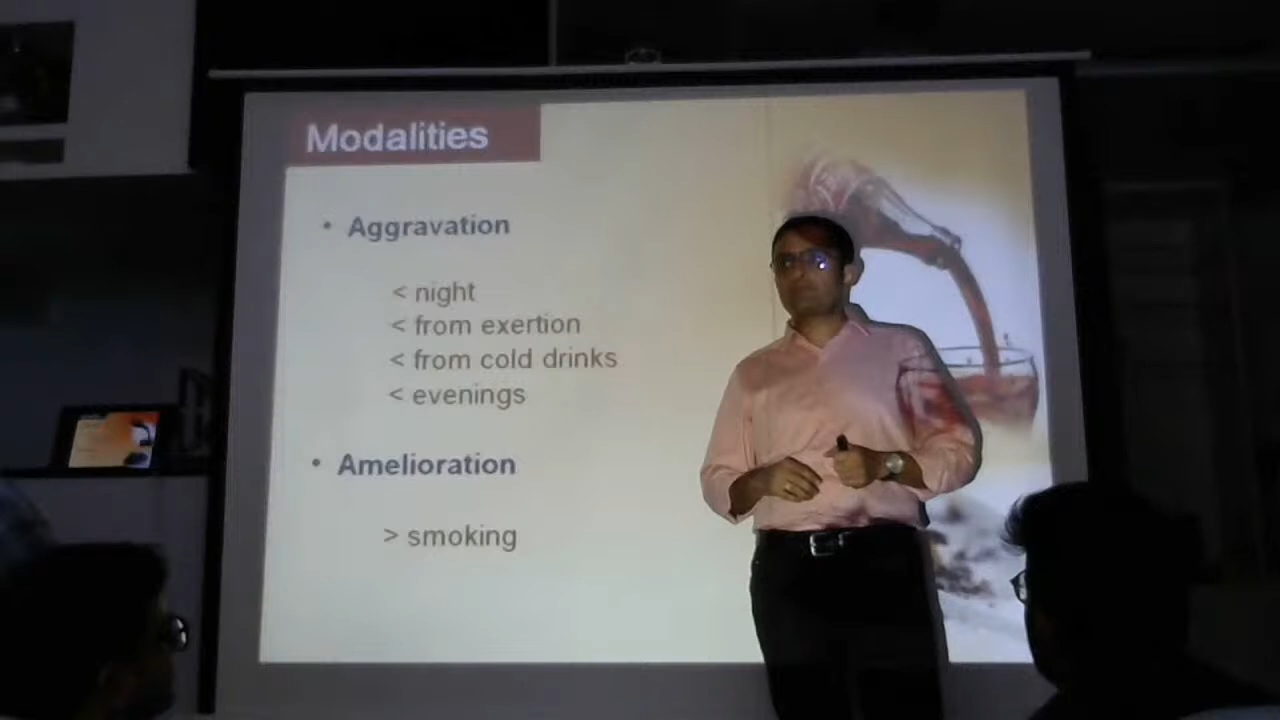 Modalities
• Aggravation
< night
< from exertion
< from cold drinks
< evenings
• Amelioration
> smoking